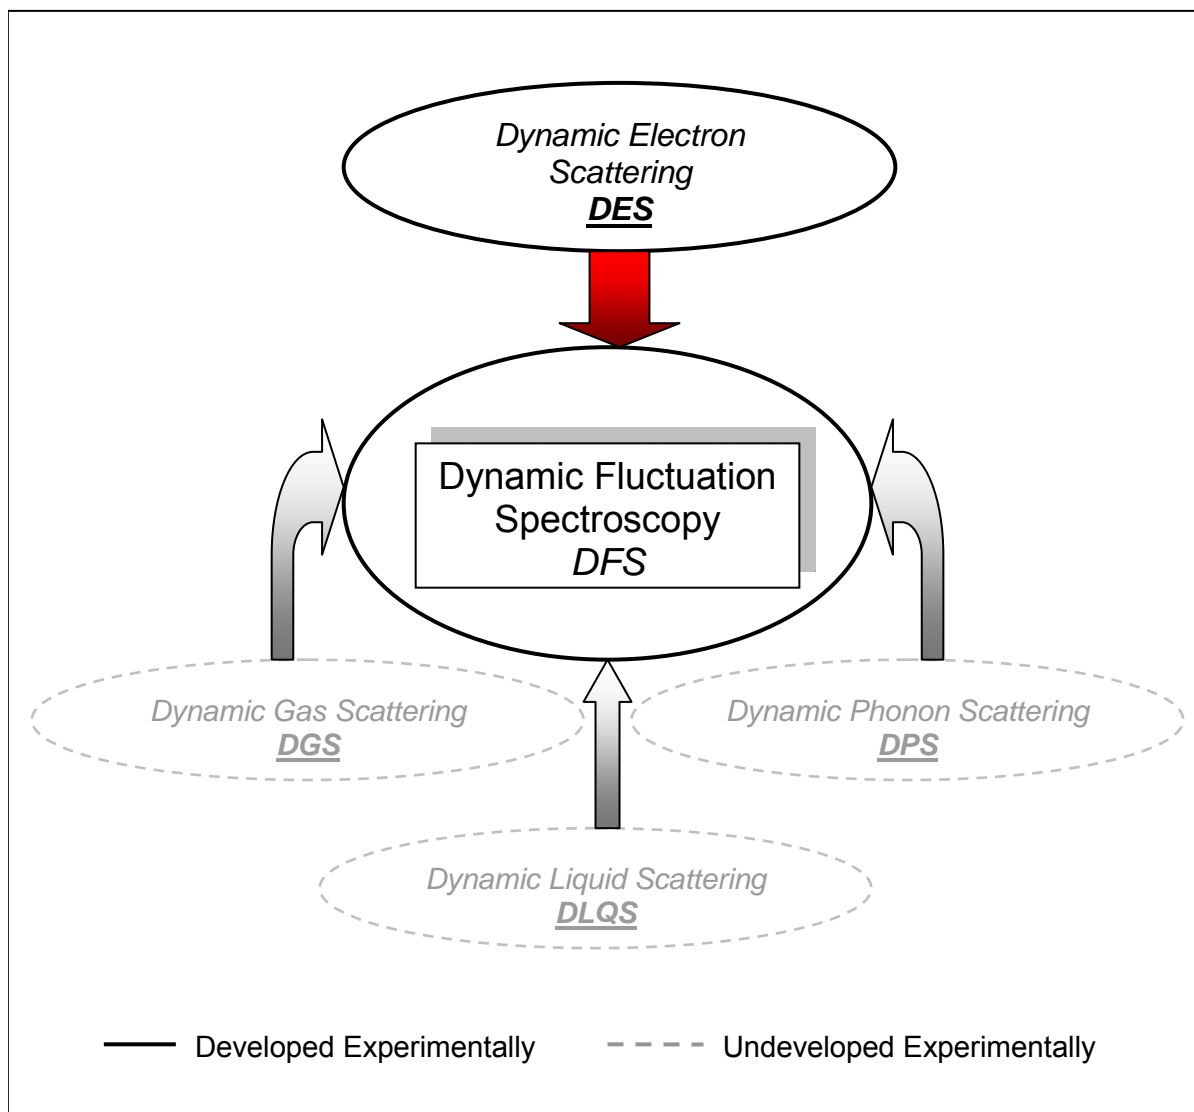 Dynamic Electron
Scattering
DES
Dynamic Fluctuation
Spectroscopy
DFS
Dynamic Gas Scattering
DGS
Dynamic Phonon Scattering
DPS
Dynamic Liquid Scattering
DLQS
Developed Experimentally
Undeveloped Experimentally